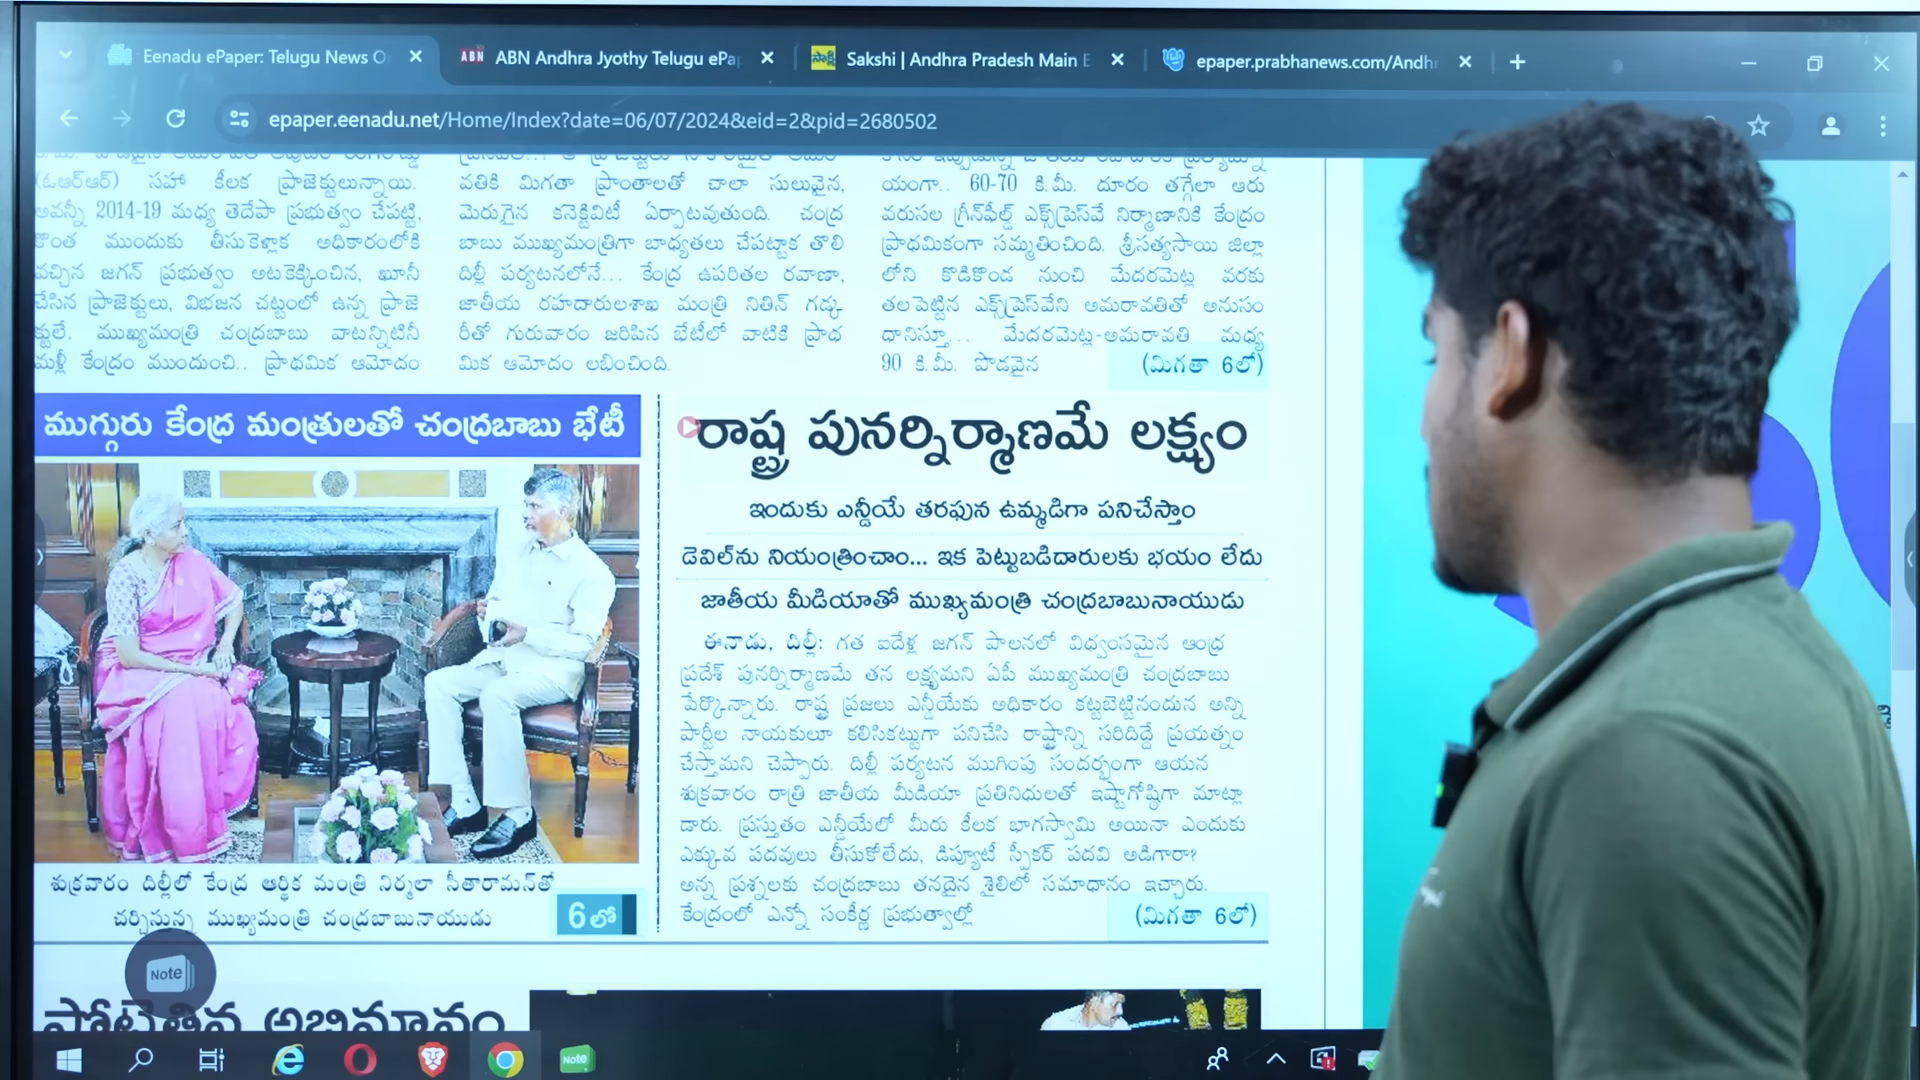 Eenadu ePaper: Telugu News O
ABN Andhra Jyothy Telugu ePap
Sakshi | Andhra Pradesh Main E
epaper.prabhanews.com/Andhr
epaper.eenadu.net/Home/Index?date=06/07/2024&eid=2&pid=2680502
(ఓఆర్ఆర్) సహా కీలక ప్రాజెక్టులున్నాయి.
అవన్నీ 2014-19 మధ్య తెదేపా ప్రభుత్వం చేపట్టి,
కొంత ముందుకు తీసుకెళ్లాక అధికారంలోకి
వచ్చిన జగన్ ప్రభుత్వం అటకెక్కించిన, ఖూనీ
చేసిన ప్రాజెక్టులు, విభజన చట్టంలో ఉన్న ప్రాజె
క్టులే. ముఖ్యమంత్రి చంద్రబాబు వాటన్నిటినీ
మళ్లీ కేంద్రం ముందుంచి.. ప్రాథమిక ఆమోదం
వతికి మిగతా ప్రాంతాలతో చాలా సులువైన,
మెరుగైన కనెక్టివిటీ ఏర్పాటవుతుంది. చంద్ర
బాబు ముఖ్యమంత్రిగా బాధ్యతలు చేపట్టాక తొలి
దిల్లీ పర్యటనలోనే... కేంద్ర ఉపరితల రవాణా,
జాతీయ రహదారులశాఖ మంత్రి నితిన్ గడ్క
రీతో గురువారం జరిపిన భేటీలో వాటికి ప్రాథ
మిక ఆమోదం లభించింది.
యంగా.. 60-70 కి.మీ. దూరం తగ్గేలా ఆరు
వరుసల గ్రీన్‌ఫీల్డ్ ఎక్స్‌ప్రెస్‌వే నిర్మాణానికి కేంద్రం
ప్రాథమికంగా సమ్మతించింది. శ్రీసత్యసాయి జిల్లా
లోని కొడికొండ నుంచి మేదరమెట్ల వరకు
తలపెట్టిన ఎక్స్‌ప్రెస్‌వేని అమరావతితో అనుసం
ధానిస్తూ... మేదరమెట్ల-అమరావతి మధ్య
90 కి.మీ. పొడవైన (మిగతా 6లో)
ముగ్గురు కేంద్ర మంత్రులతో చంద్రబాబు భేటీ
శుక్రవారం దిల్లీలో కేంద్ర ఆర్థిక మంత్రి నిర్మలా సీతారామన్‌తో
చర్చిస్తున్న ముఖ్యమంత్రి చంద్రబాబునాయుడు
6లో
రాష్ట్ర పునర్నిర్మాణమే లక్ష్యం
ఇందుకు ఎన్డీయే తరఫున ఉమ్మడిగా పనిచేస్తాం
డెవిల్‌ను నియంత్రించాం... ఇక పెట్టుబడిదారులకు భయం లేదు
జాతీయ మీడియాతో ముఖ్యమంత్రి చంద్రబాబునాయుడు
ఈనాడు, దిల్లీ: గత ఐదేళ్ల జగన్ పాలనలో విధ్వంసమైన ఆంధ్ర
ప్రదేశ్ పునర్నిర్మాణమే తన లక్ష్యమని ఏపీ ముఖ్యమంత్రి చంద్రబాబు
పేర్కొన్నారు. రాష్ట్ర ప్రజలు ఎన్డీయేకు అధికారం కట్టబెట్టినందున అన్ని
పార్టీల నాయకులూ కలిసికట్టుగా పనిచేసి రాష్ట్రాన్ని సరిదిద్దే ప్రయత్నం
చేస్తామని చెప్పారు. దిల్లీ పర్యటన ముగింపు సందర్భంగా ఆయన
శుక్రవారం రాత్రి జాతీయ మీడియా ప్రతినిధులతో ఇష్టాగోష్ఠిగా మాట్లా
డారు. ప్రస్తుతం ఎన్డీయేలో మీరు కీలక భాగస్వామి అయినా ఎందుకు
ఎక్కువ పదవులు తీసుకోలేదు, డిప్యూటీ స్పీకర్ పదవి అడిగారా?
అన్న ప్రశ్నలకు చంద్రబాబు తనదైన శైలిలో సమాధానం ఇచ్చారు.
కేంద్రంలో ఎన్నో సంకీర్ణ ప్రభుత్వాల్లో (మిగతా 6లో)
Note
పోటెత్తిన అభిమానం
Note